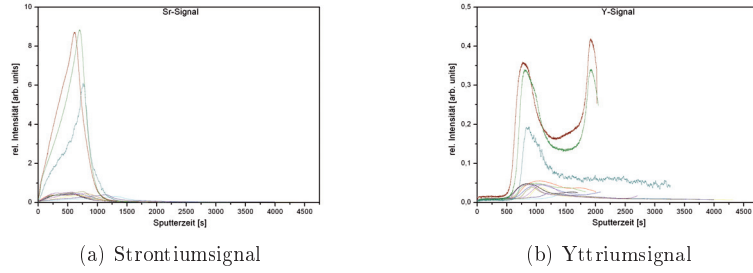 Sr-Signal
rel. Intensität [arb. units]
10
8
6
4
2
0
0 500 1000 1500 2000 2500 3000 3500 4000 4500
Sputterzeit [s]
(a) Strontiumsignal
Y-Signal
rel. Intensität [arb. units]
0,5
0,4
0,3
0,2
0,1
0,0
0 500 1000 1500 2000 2500 3000 3500 4000 4500
Sputterzeit [s]
(b) Yttriumsignal